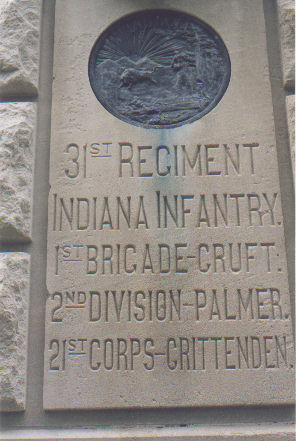 31ST REGIMENT
INDIANA INFANTRY.
1ST BRIGADE-CRUFT.
2ND DIVISION-PALMER.
21ST CORPS-CRITTENDEN.